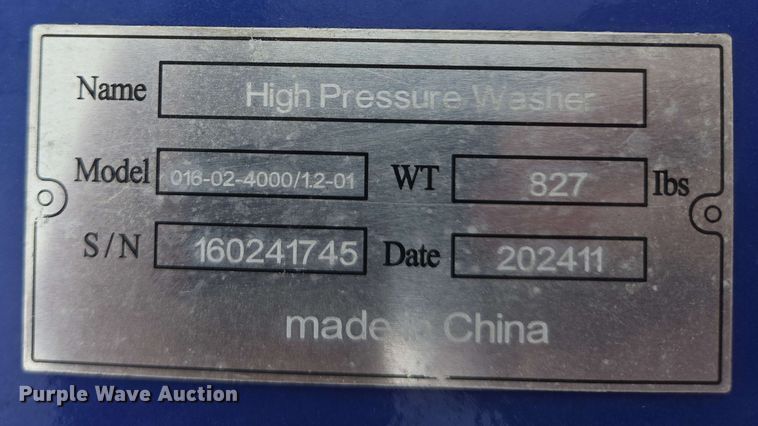 Name High Pressure Washer
Model 016-02-4000/1.2-01 WT 827 lbs
S/N 160241745 Date 202411
made in China
Purple Wave Auction